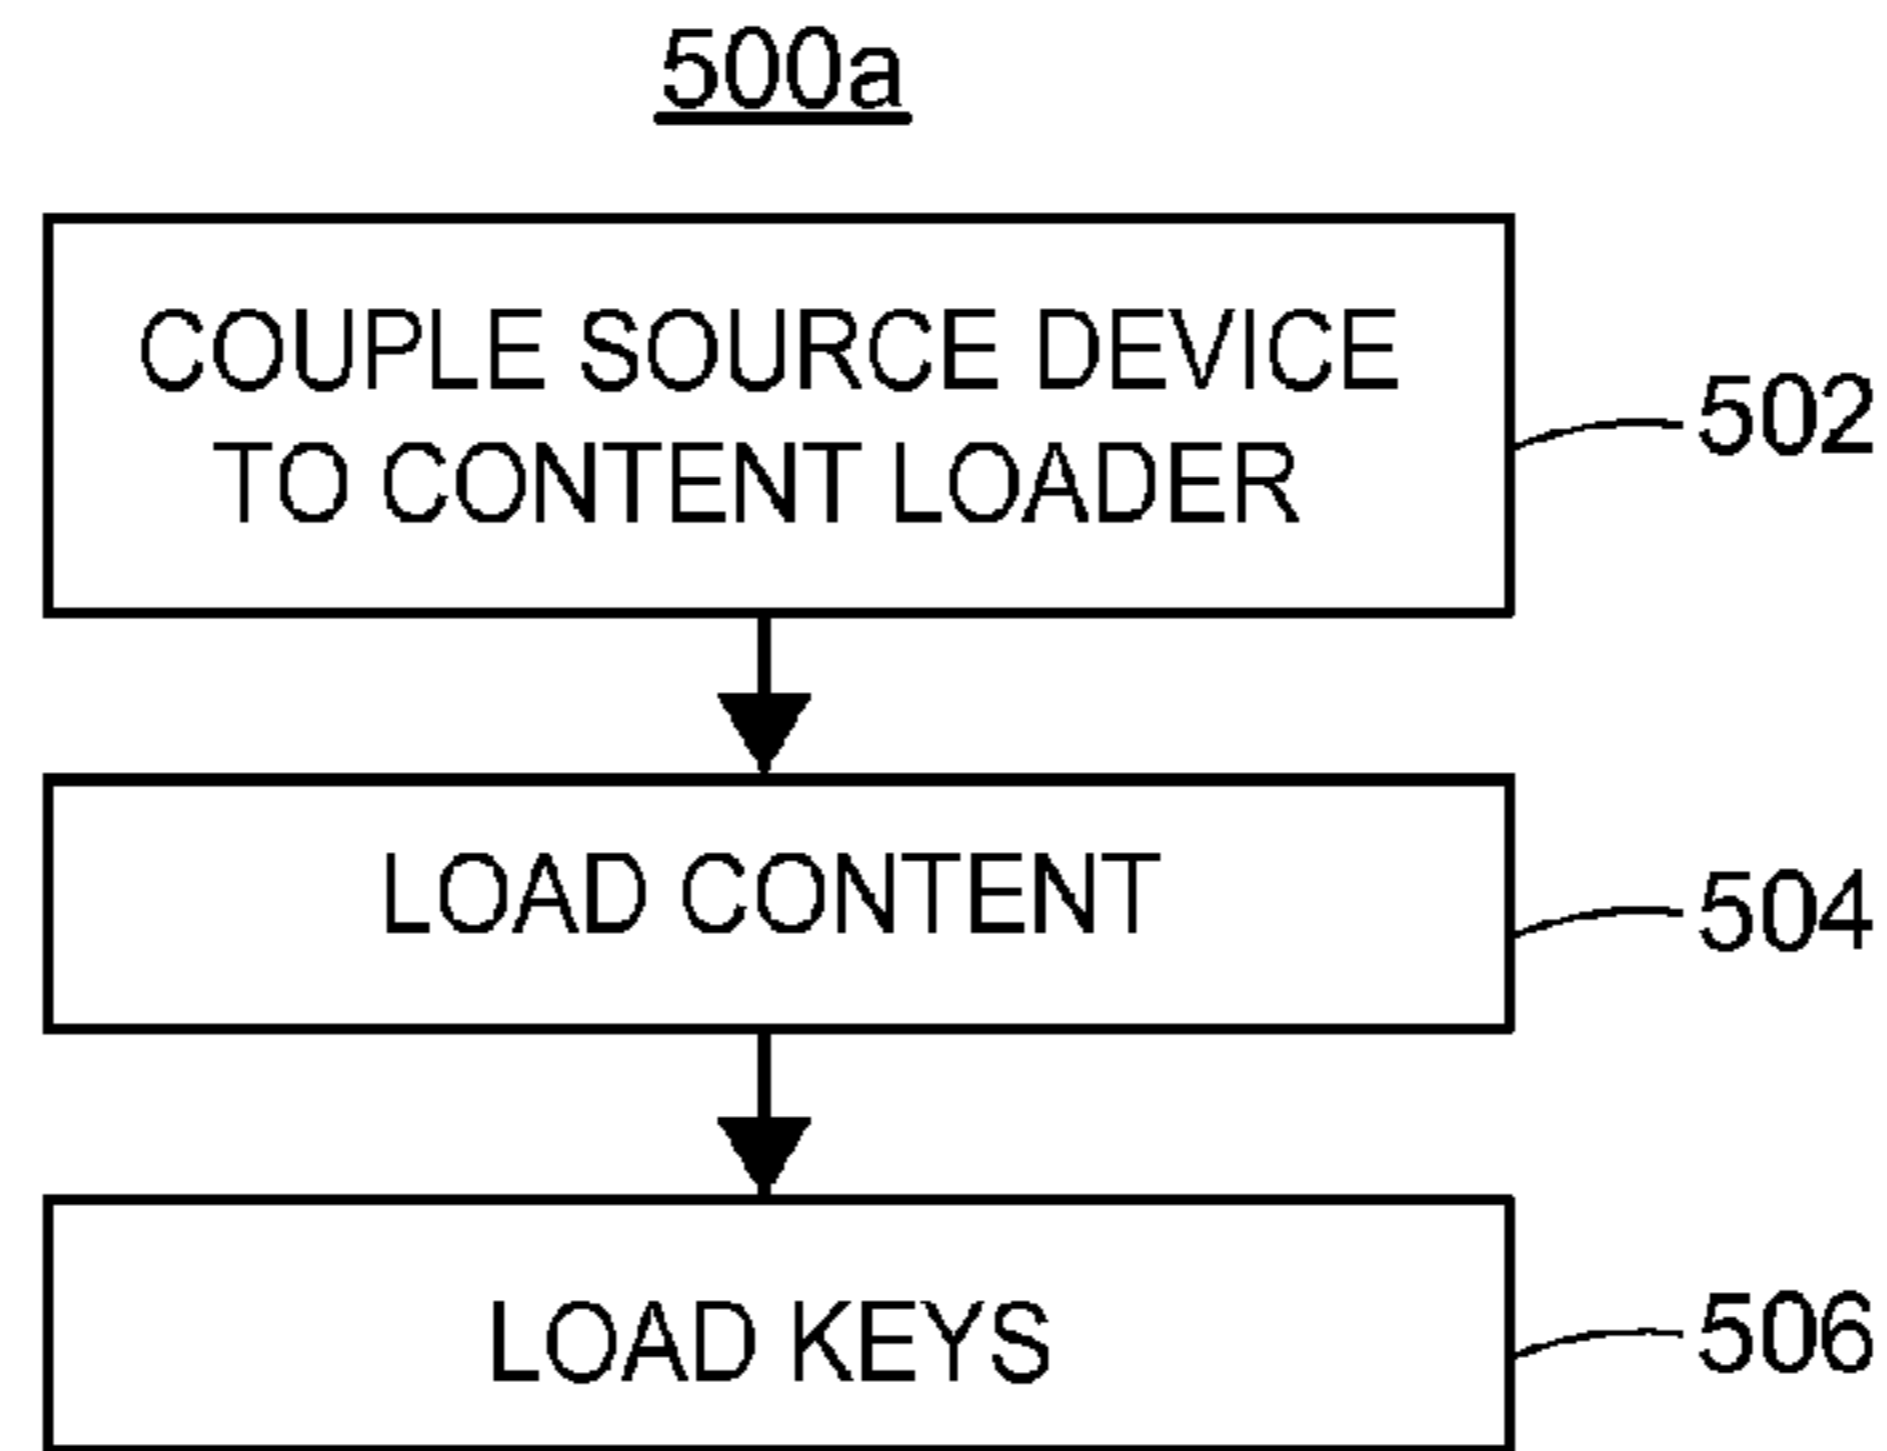 500a
COUPLE SOURCE DEVICE
TO CONTENT LOADER
502
LOAD CONTENT
504
LOAD KEYS
506